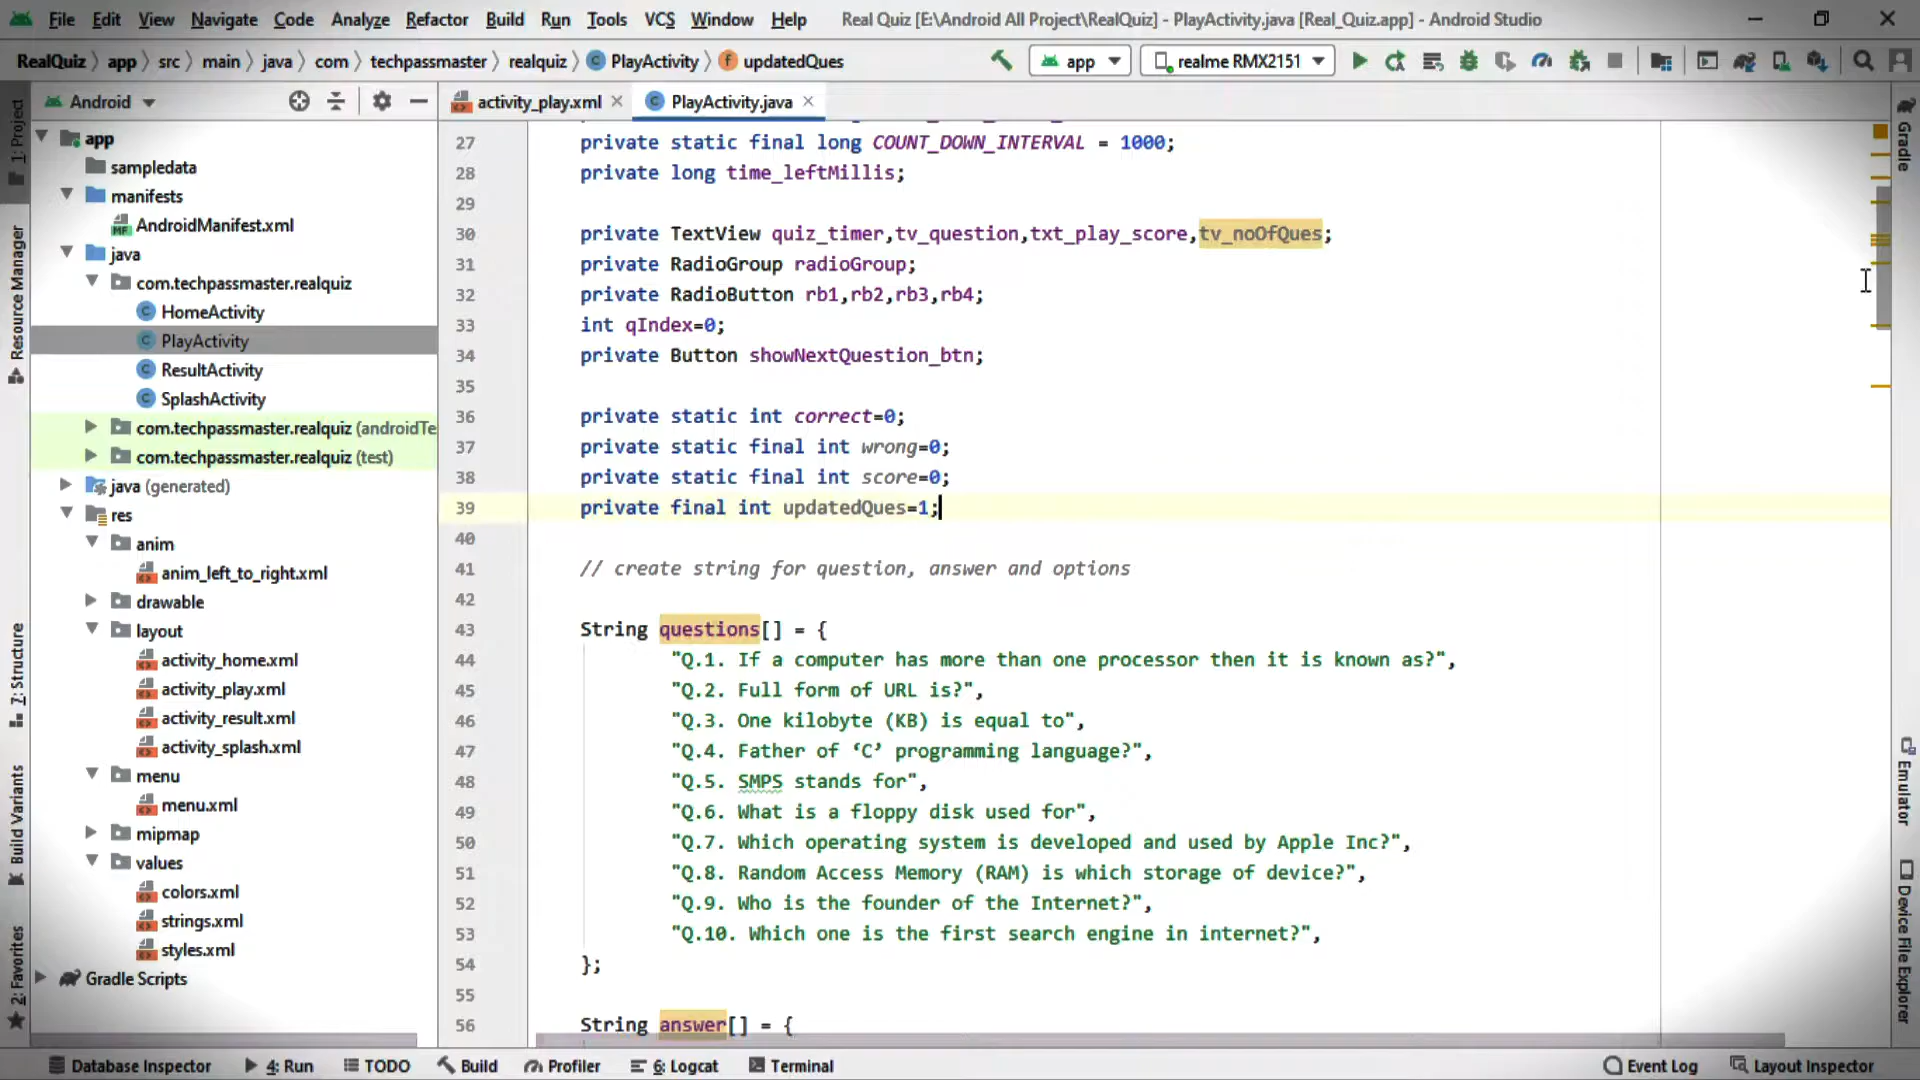 File Edit View Navigate Code Analyze Refactor Build Run Tools VCS Window Help Real Quiz [E:\Android All Project\RealQuiz] - PlayActivity.java [Real_Quiz.app] - Android Studio
RealQuiz app src main java com techpassmaster realquiz PlayActivity updatedQues app realme RMX2151
Android
activity_play.xml
PlayActivity.java
1: Project
Resource Manager
7: Structure
Build Variants
2: Favorites
app
sampledata
manifests
AndroidManifest.xml
java
com.techpassmaster.realquiz
HomeActivity
PlayActivity
ResultActivity
SplashActivity
com.techpassmaster.realquiz (androidTe
com.techpassmaster.realquiz (test)
java (generated)
res
anim
anim_left_to_right.xml
drawable
layout
activity_home.xml
activity_play.xml
activity_result.xml
activity_splash.xml
menu
menu.xml
mipmap
values
colors.xml
strings.xml
styles.xml
Gradle Scripts
27 private static final long COUNT_DOWN_INTERVAL = 1000;
28 private long time_leftMillis;
29
30 private TextView quiz_timer,tv_question,txt_play_score,tv_noOfQues;
31 private RadioGroup radioGroup;
32 private RadioButton rb1,rb2,rb3,rb4;
33 int qIndex=0;
34 private Button showNextQuestion_btn;
35
36 private static int correct=0;
37 private static final int wrong=0;
38 private static final int score=0;
39 private final int updatedQues=1;
40
41 // create string for question, answer and options
42
43 String questions[] = {
44 "Q.1. If a computer has more than one processor then it is known as?",
45 "Q.2. Full form of URL is?",
46 "Q.3. One kilobyte (KB) is equal to",
47 "Q.4. Father of ‘C’ programming language?",
48 "Q.5. SMPS stands for",
49 "Q.6. What is a floppy disk used for",
50 "Q.7. Which operating system is developed and used by Apple Inc?",
51 "Q.8. Random Access Memory (RAM) is which storage of device?",
52 "Q.9. Who is the founder of the Internet?",
53 "Q.10. Which one is the first search engine in internet?",
54 };
55
56 String answer[] = {
Gradle
Emulator
Device File Explorer
Database Inspector 4: Run TODO Build Profiler 6: Logcat Terminal Event Log Layout Inspector